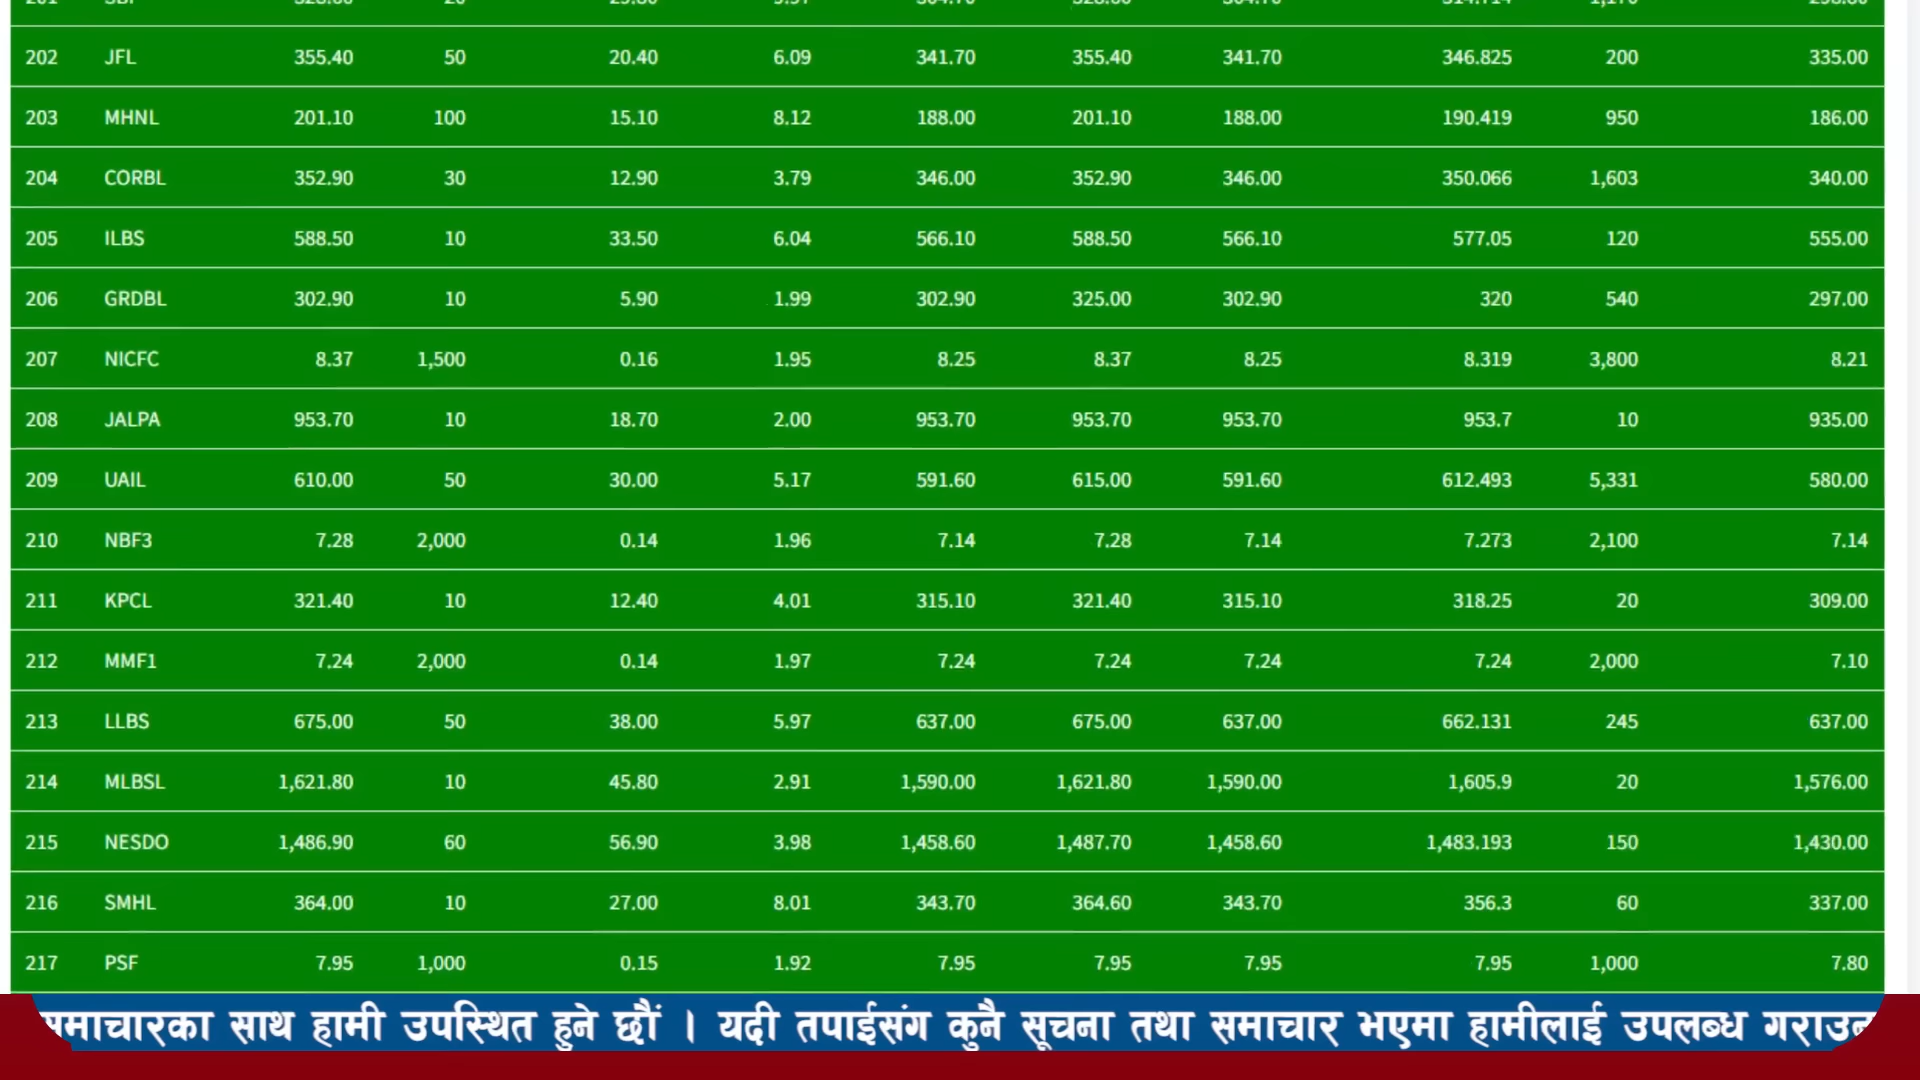 202 JFL 355.40 50 20.40 6.09 341.70 355.40 341.70 346.825 200 335.00
203 MHNL 201.10 100 15.10 8.12 188.00 201.10 188.00 190.419 950 186.00
204 CORBL 352.90 30 12.90 3.79 346.00 352.90 346.00 350.066 1,603 340.00
205 ILBS 588.50 10 33.50 6.04 566.10 588.50 566.10 577.05 120 555.00
206 GRDBL 302.90 10 5.90 1.99 302.90 325.00 302.90 320 540 297.00
207 NICFC 8.37 1,500 0.16 1.95 8.25 8.37 8.25 8.319 3,800 8.21
208 JALPA 953.70 10 18.70 2.00 953.70 953.70 953.70 953.7 10 935.00
209 UAIL 610.00 50 30.00 5.17 591.60 615.00 591.60 612.493 5,331 580.00
210 NBF3 7.28 2,000 0.14 1.96 7.14 7.28 7.14 7.273 2,100 7.14
211 KPCL 321.40 10 12.40 4.01 315.10 321.40 315.10 318.25 20 309.00
212 MMF1 7.24 2,000 0.14 1.97 7.24 7.24 7.24 7.24 2,000 7.10
213 LLBS 675.00 50 38.00 5.97 637.00 675.00 637.00 662.131 245 637.00
214 MLBSL 1,621.80 10 45.80 2.91 1,590.00 1,621.80 1,590.00 1,605.9 20 1,576.00
215 NESDO 1,486.90 60 56.90 3.98 1,458.60 1,487.70 1,458.60 1,483.193 150 1,430.00
216 SMHL 364.00 10 27.00 8.01 343.70 364.60 343.70 356.3 60 337.00
217 PSF 7.95 1,000 0.15 1.92 7.95 7.95 7.95 7.95 1,000 7.80
समाचारका साथ हामी उपस्थित हुने छौं । यदी तपाईसंग कुनै सूचना तथा समाचार भएमा हामीलाई उपलब्ध